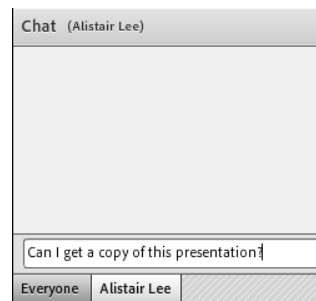 Chat (Alistair Lee)
Can I get a copy of this presentation?
Everyone Alistair Lee